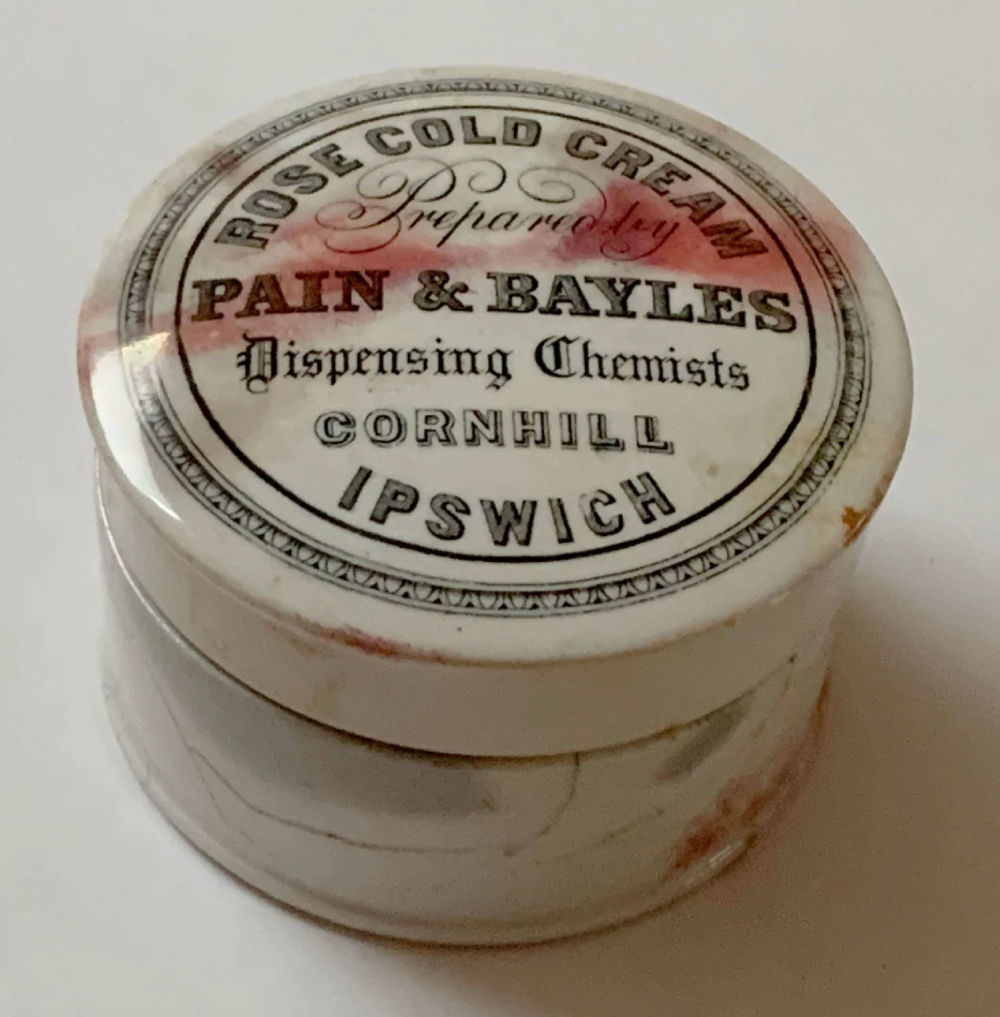 ROSE COLD CREAM
Prepared by
PAIN & BAYLES
Dispensing Chemists
CORNHILL
IPSWICH